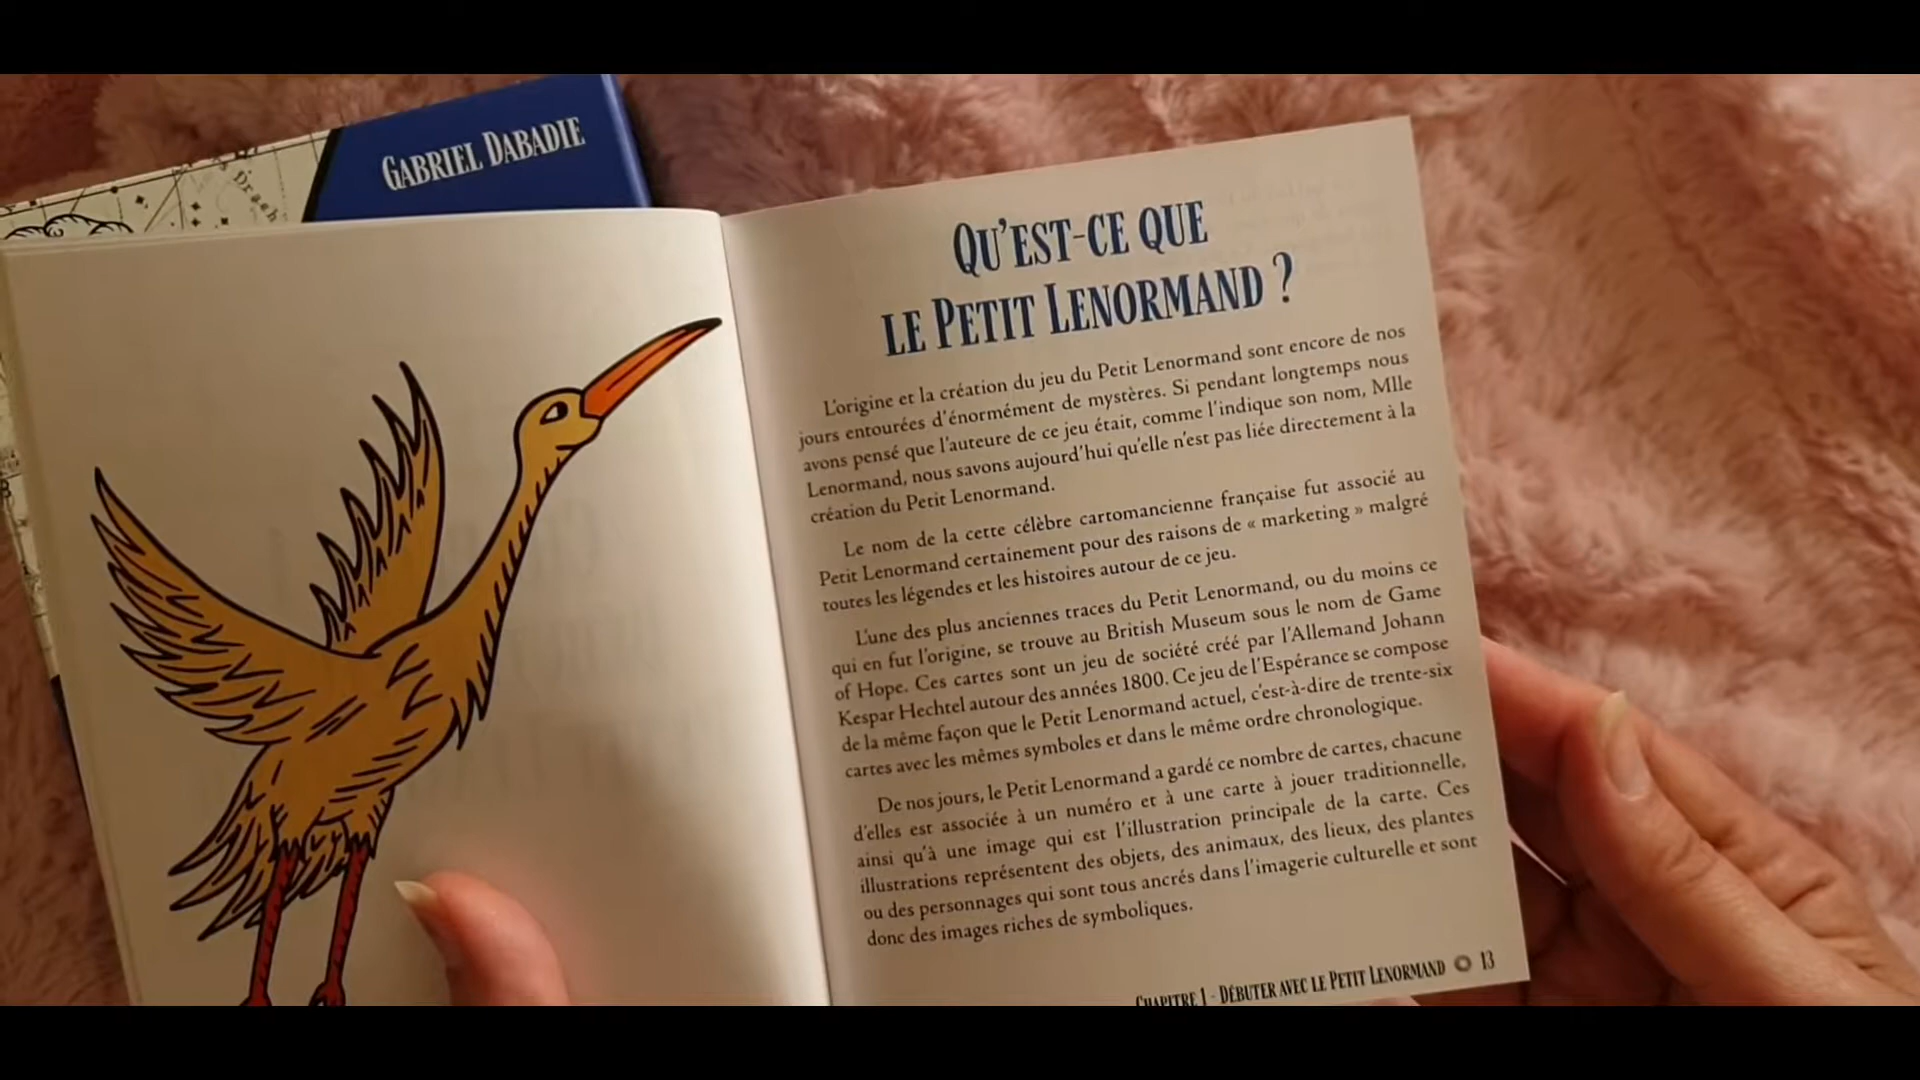 GABRIEL DABADIE
Drach
QU'EST-CE QUE
LE PETIT LENORMAND ?
L'origine et la création du jeu du Petit Lenormand sont encore de nos
jours entourées d'énormément de mystères. Si pendant longtemps nous
avons pensé que l'auteure de ce jeu était, comme l'indique son nom, Mlle
Lenormand, nous savons aujourd'hui qu'elle n'est pas liée directement à la
création du Petit Lenormand.
Le nom de la cette célèbre cartomancienne française fut associé au
Petit Lenormand certainement pour des raisons de « marketing » malgré
toutes les légendes et les histoires autour de ce jeu.
L'une des plus anciennes traces du Petit Lenormand, ou du moins ce
qui en fut l'origine, se trouve au British Museum sous le nom de Game
of Hope. Ces cartes sont un jeu de société créé par l'Allemand Johann
Kespar Hechtel autour des années 1800. Ce jeu de l'Espérance se compose
de la même façon que le Petit Lenormand actuel, c'est-à-dire de trente-six
cartes avec les mêmes symboles et dans le même ordre chronologique.
De nos jours, le Petit Lenormand a gardé ce nombre de cartes, chacune
d'elles est associée à un numéro et à une carte à jouer traditionnelle,
ainsi qu'à une image qui est l'illustration principale de la carte. Ces
illustrations représentent des objets, des animaux, des lieux, des plantes
ou des personnages qui sont tous ancrés dans l'imagerie culturelle et sont
donc des images riches de symboliques.
CHAPITRE 1 - DÉBUTER AVEC LE PETIT LENORMAND 13